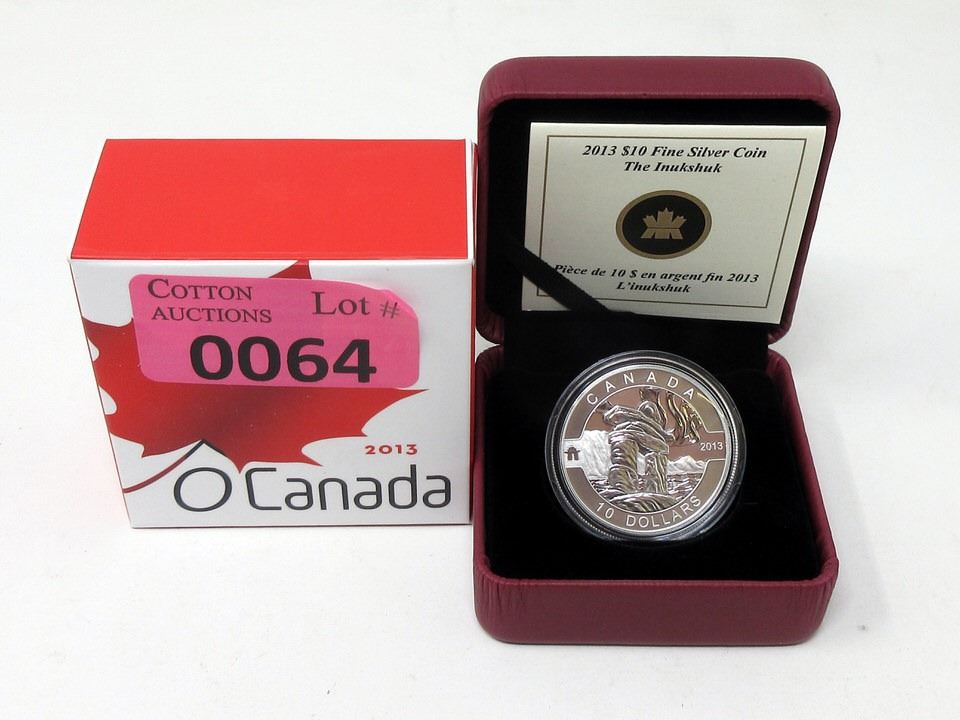 COTTON
AUCTIONS
Lot #
0064
2013
O Canada
2013 $10 Fine Silver Coin
The Inukshuk
Pièce de 10 $ en argent fin 2013
L'inukshuk
CANADA
2013
10 DOLLARS